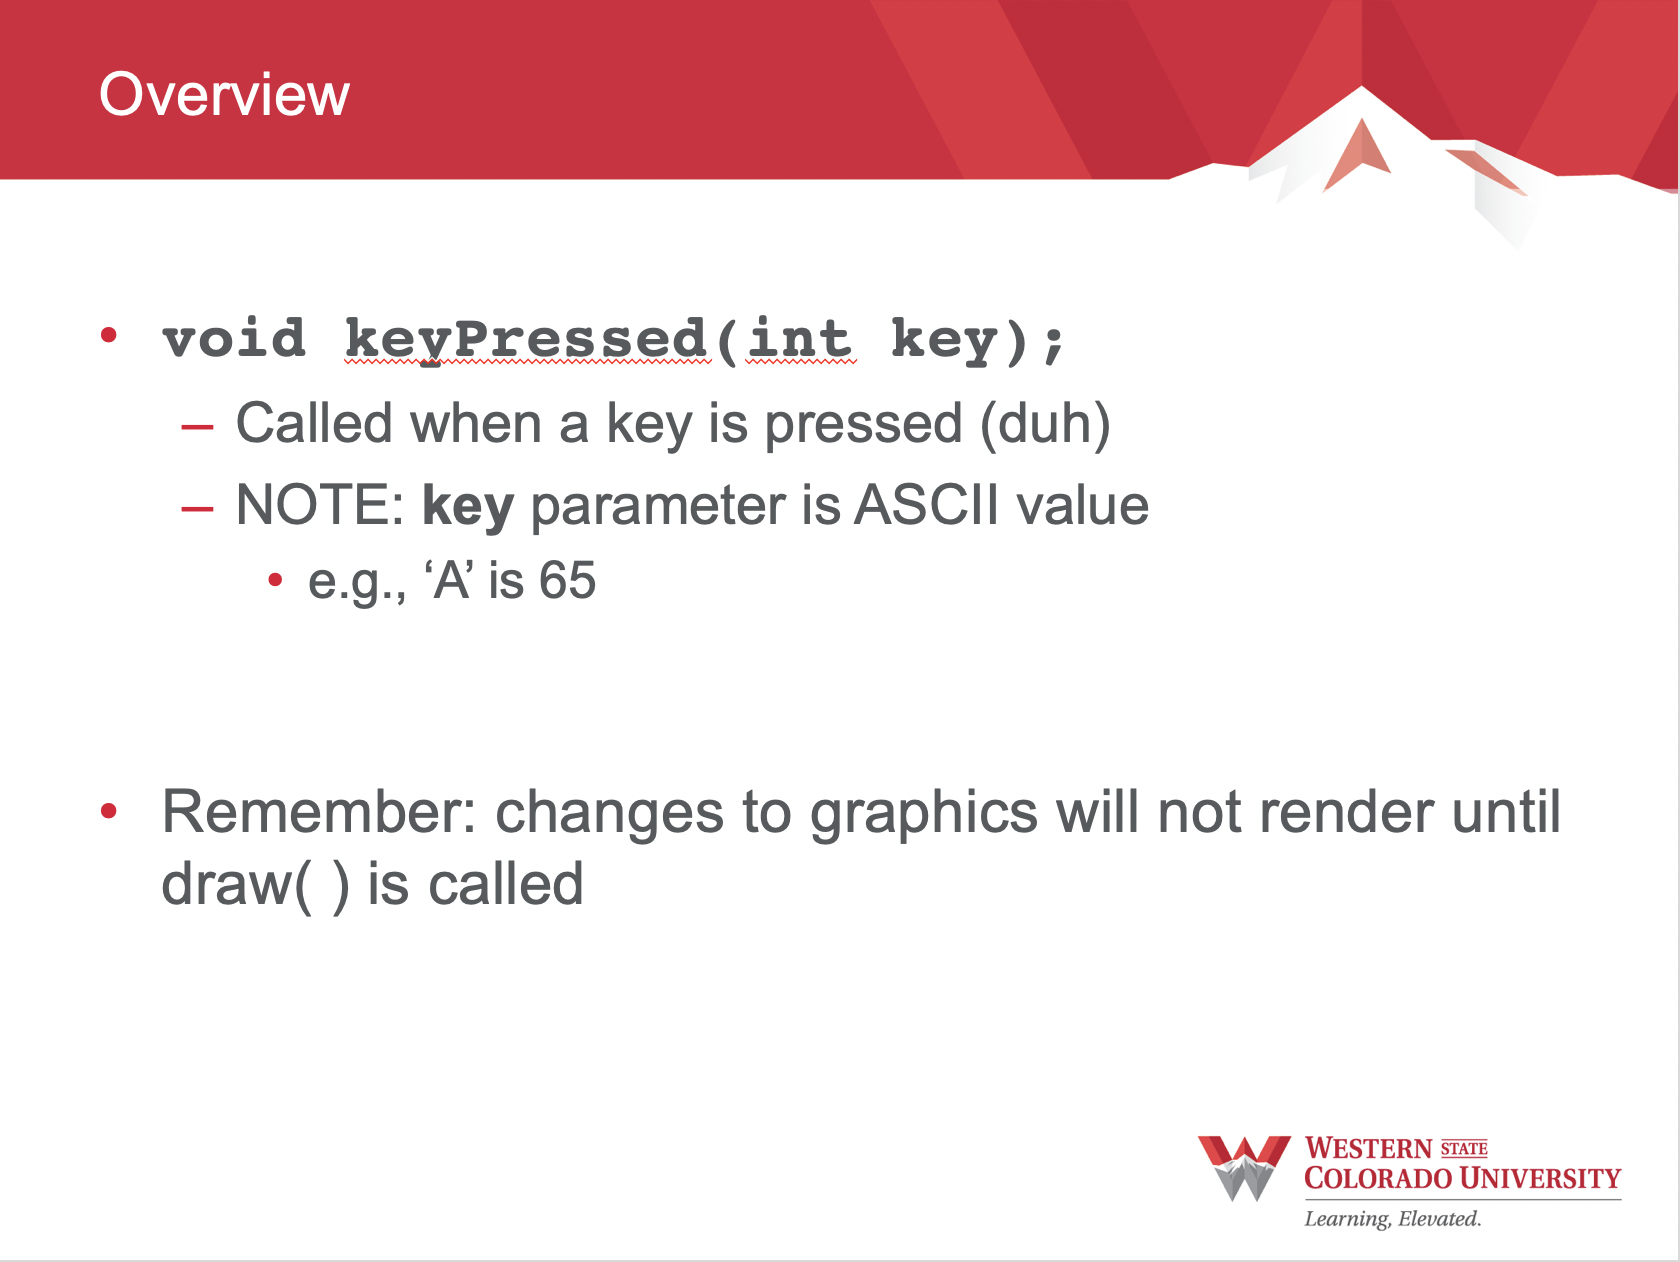 Overview
• void keyPressed(int key);
– Called when a key is pressed (duh)
– NOTE: key parameter is ASCII value
• e.g., ‘A’ is 65
• Remember: changes to graphics will not render until
draw( ) is called
WESTERN STATE
COLORADO UNIVERSITY
Learning, Elevated.